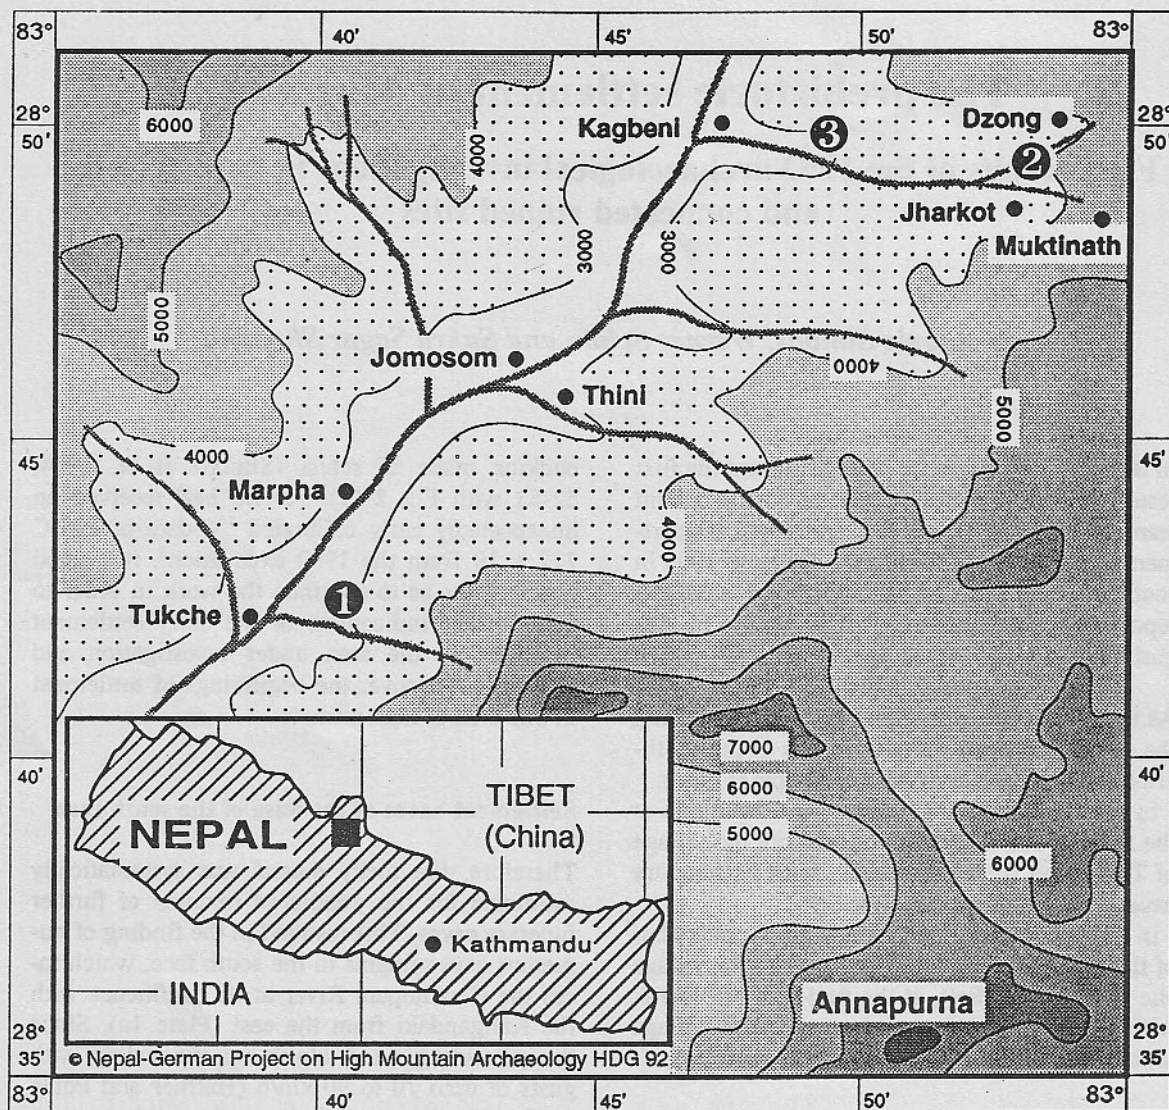 83°
40'
45'
50'
83°
28°
50'
6000
4000
Kagbeni
3
Dzong
2
28°
50'
Jharkot
Muktinath
3000
3000
5000
Jomosom
4000
Thini
5000
45'
4000
Marpha
4000
45'
1
Tukche
40'
7000
6000
5000
40'
TIBET
(China)
NEPAL
6000
Kathmandu
INDIA
Annapurna
28°
35'
© Nepal-German Project on High Mountain Archaeology HDG 92
28°
35'
83°
40'
45'
50'
83°